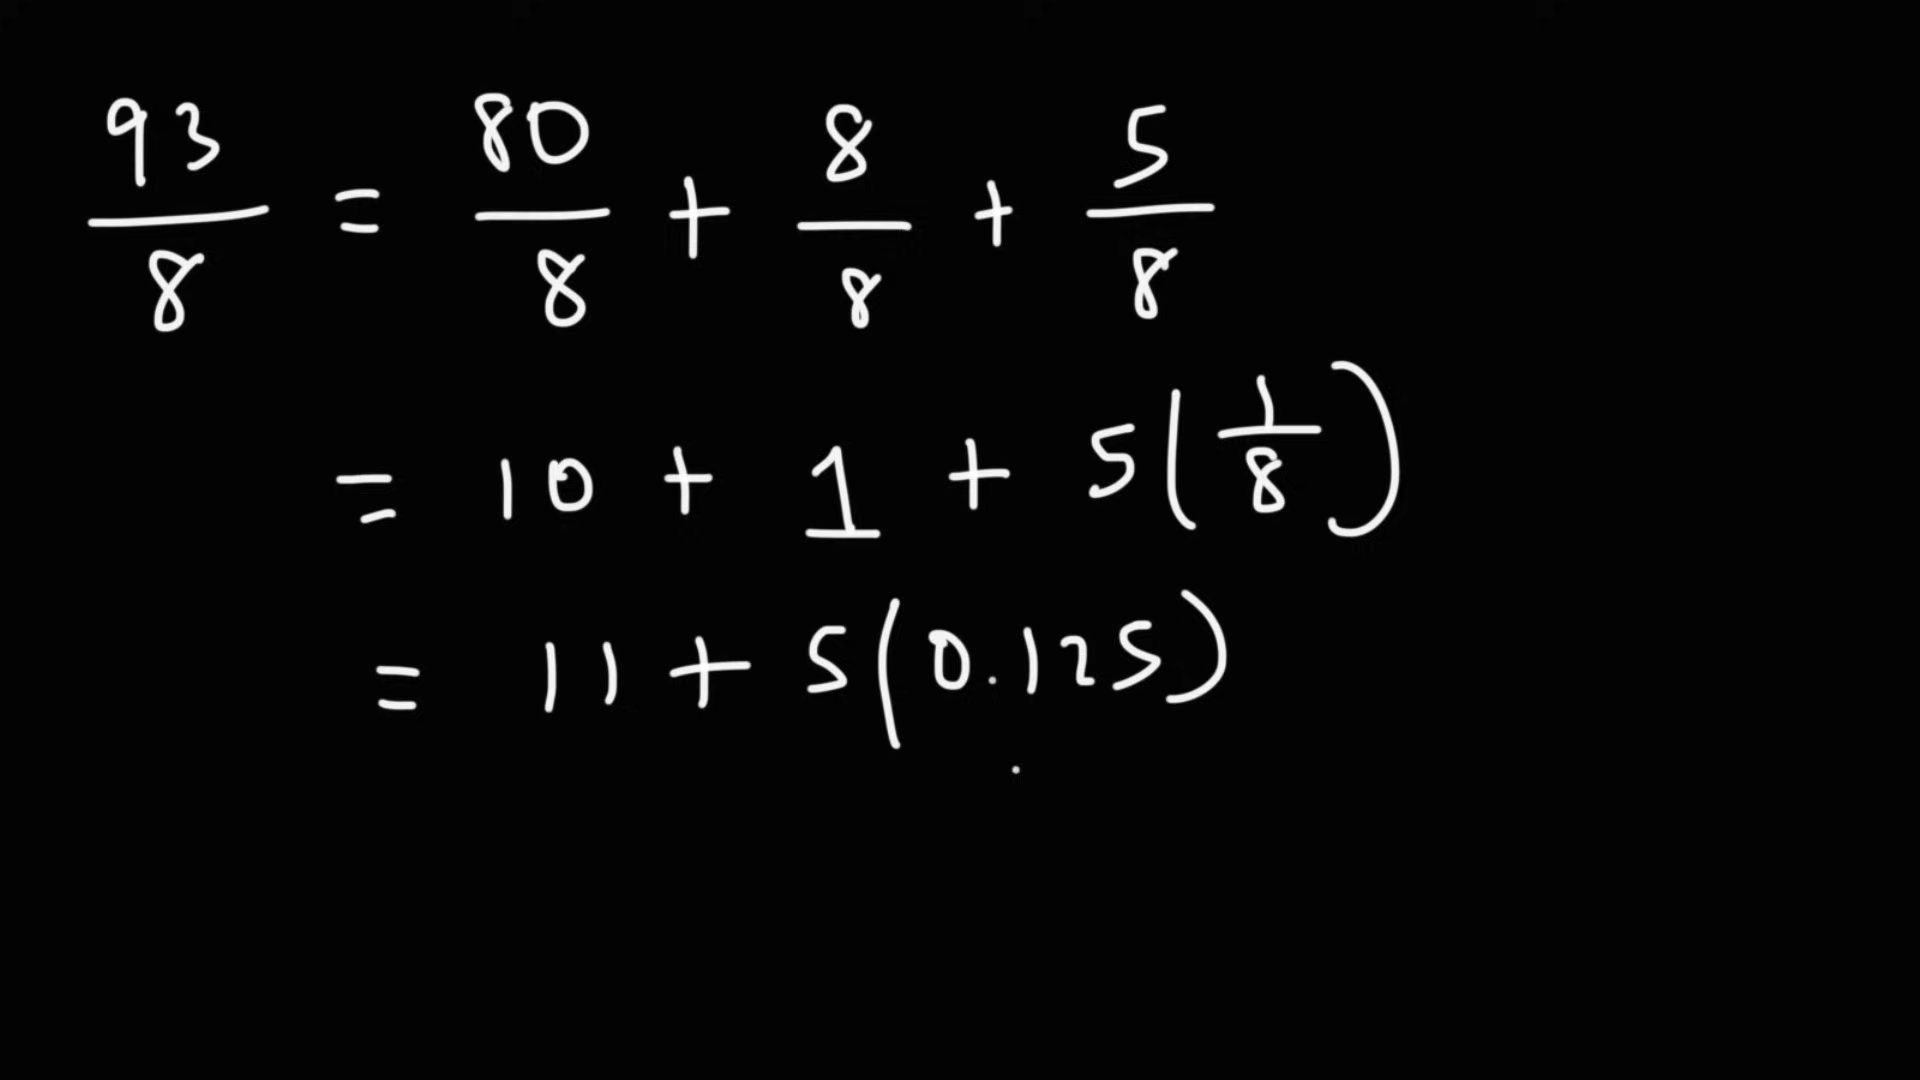 93/8 = 80/8 + 8/8 + 5/8
= 10 + 1 + 5(1/8)
= 11 + 5(0.125)